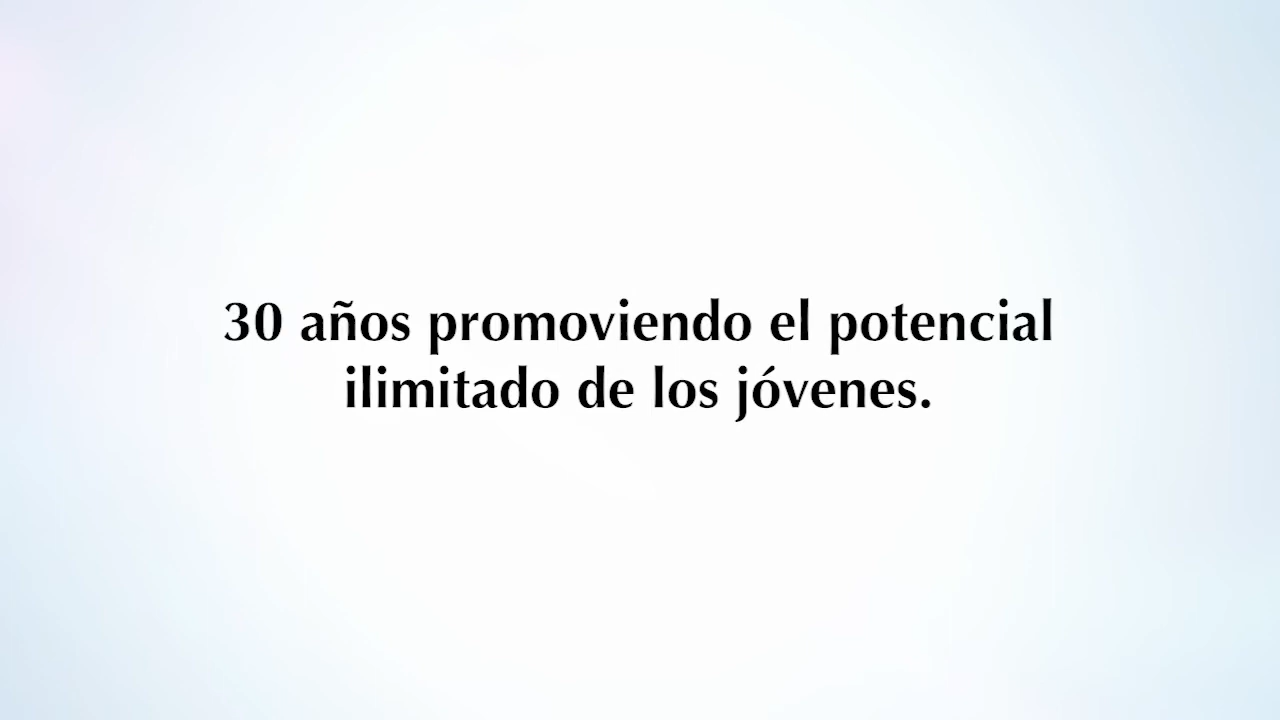 30 años promoviendo el potencial
ilimitado de los jóvenes.